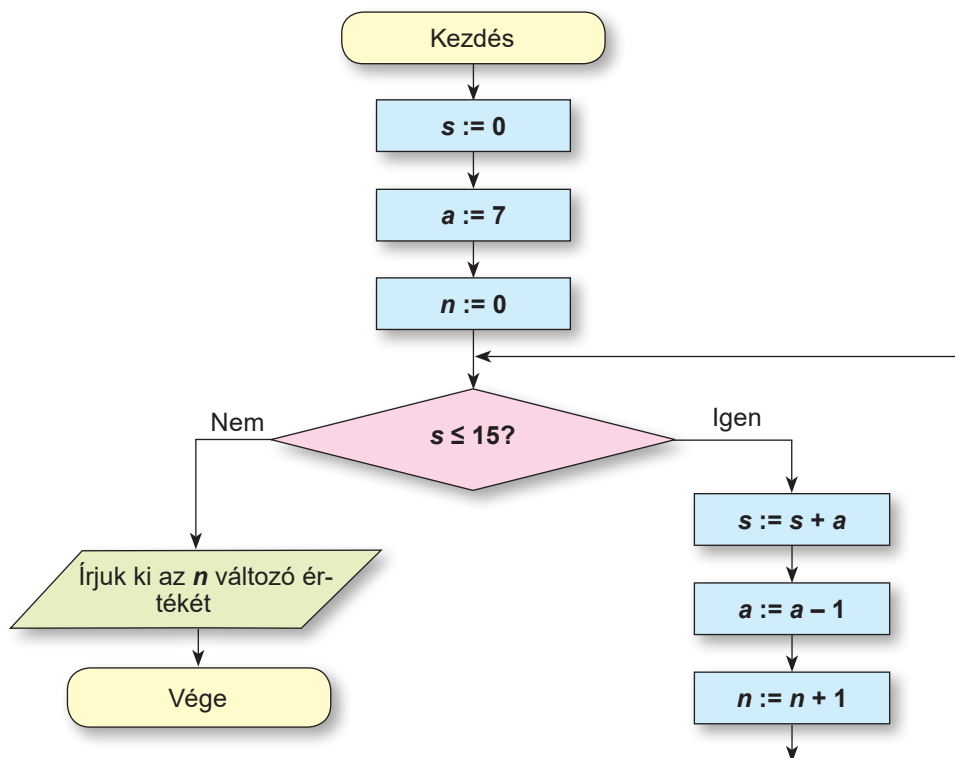 Kezdés
s := 0
a := 7
n := 0
Nem
s ≤ 15?
Igen
s := s + a
Írjuk ki az n változó ér-
tékét
a := a – 1
Vége
n := n + 1